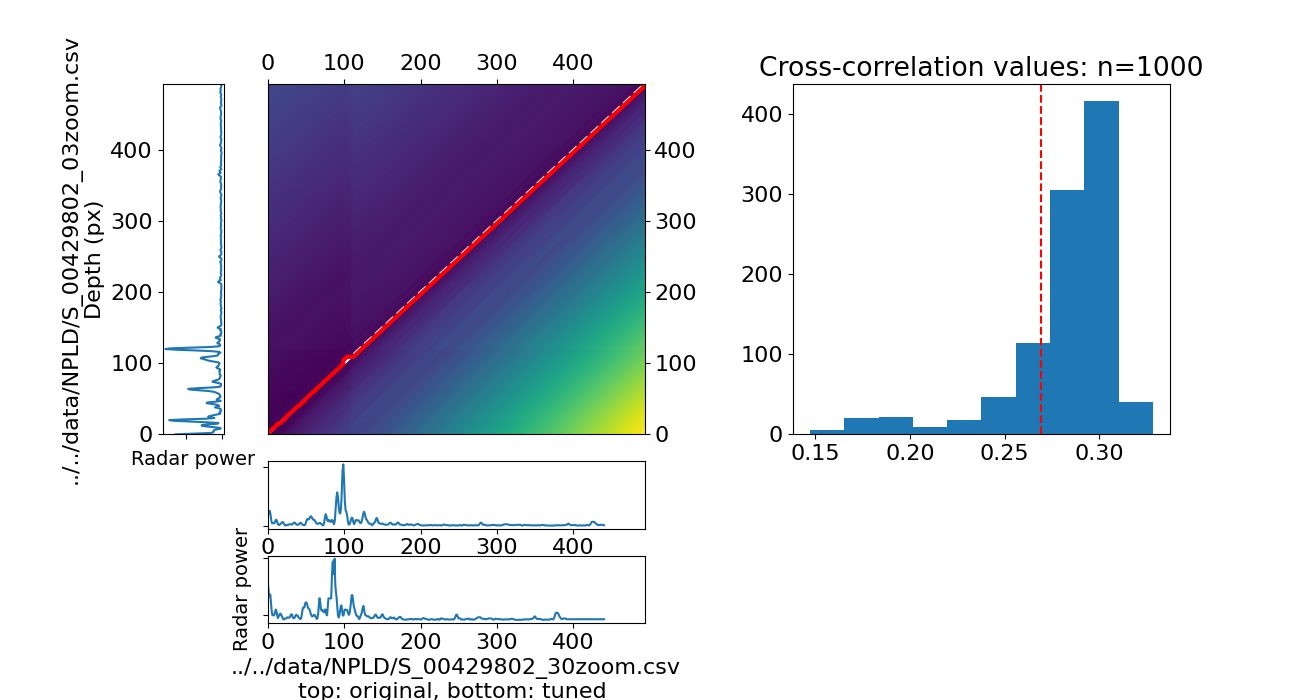 Cross-correlation values: n=1000
0 100 200 300 400
../../data/NPLD/S_00429802_03zoom.csv
Depth (px)
400
300
200
100
0
Radar power
400
300
200
100
0
400
300
200
100
0
0.15 0.20 0.25 0.30
0 100 200 300 400
Radar power
0 100 200 300 400
../../data/NPLD/S_00429802_30zoom.csv
top: original, bottom: tuned